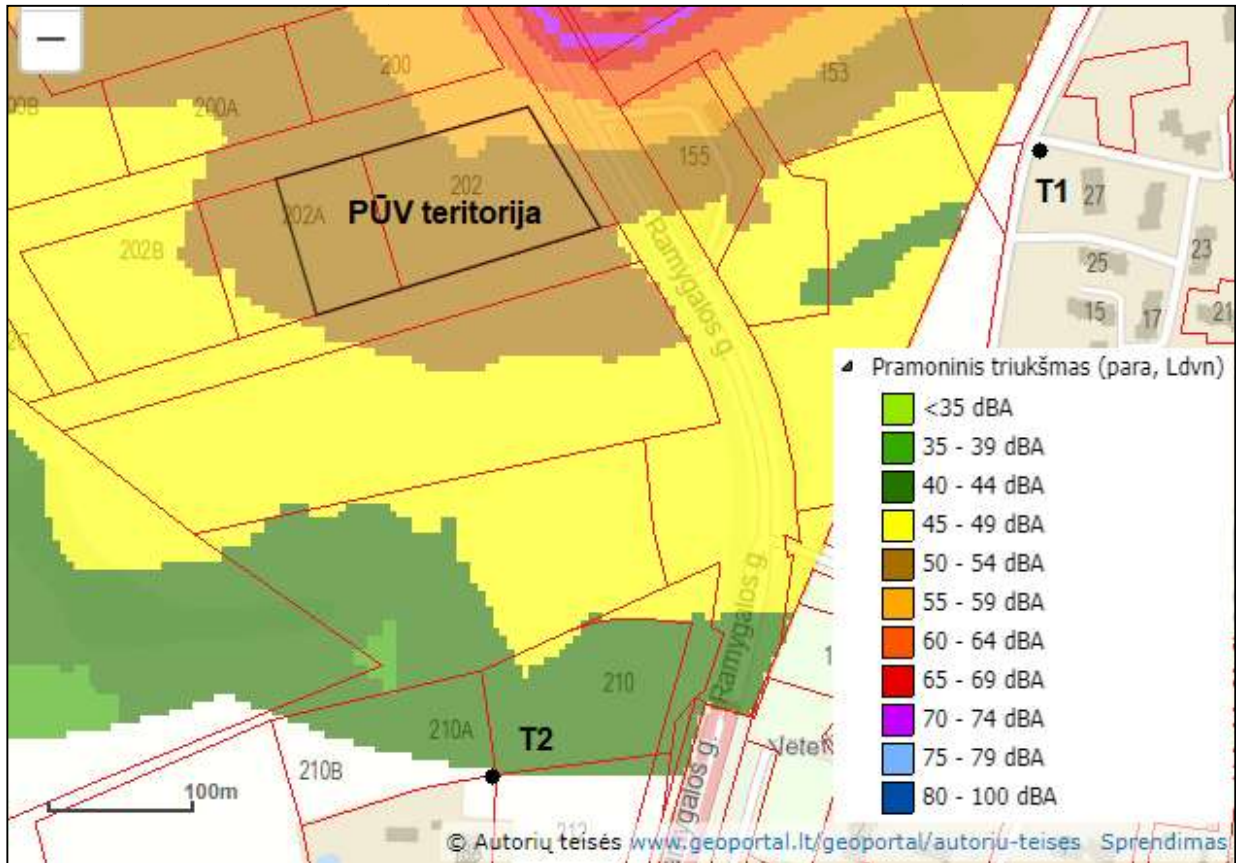 200
153
200A
155
202
PŪV teritorija
202A
202B
T1
27
25
23
15
17
21
Ramygalos g.
Ramygalos g.
Pramoninis triukšmas (para, Ldvn)
<35 dBA
35 - 39 dBA
40 - 44 dBA
45 - 49 dBA
50 - 54 dBA
55 - 59 dBA
60 - 64 dBA
65 - 69 dBA
70 - 74 dBA
75 - 79 dBA
80 - 100 dBA
Ramygalos g.
Ramygalos g.
210
210A
T2
210B
212
100m
© Autorių teisės www.geoportal.lt/geoportal/autoriu-teises Sprendimas